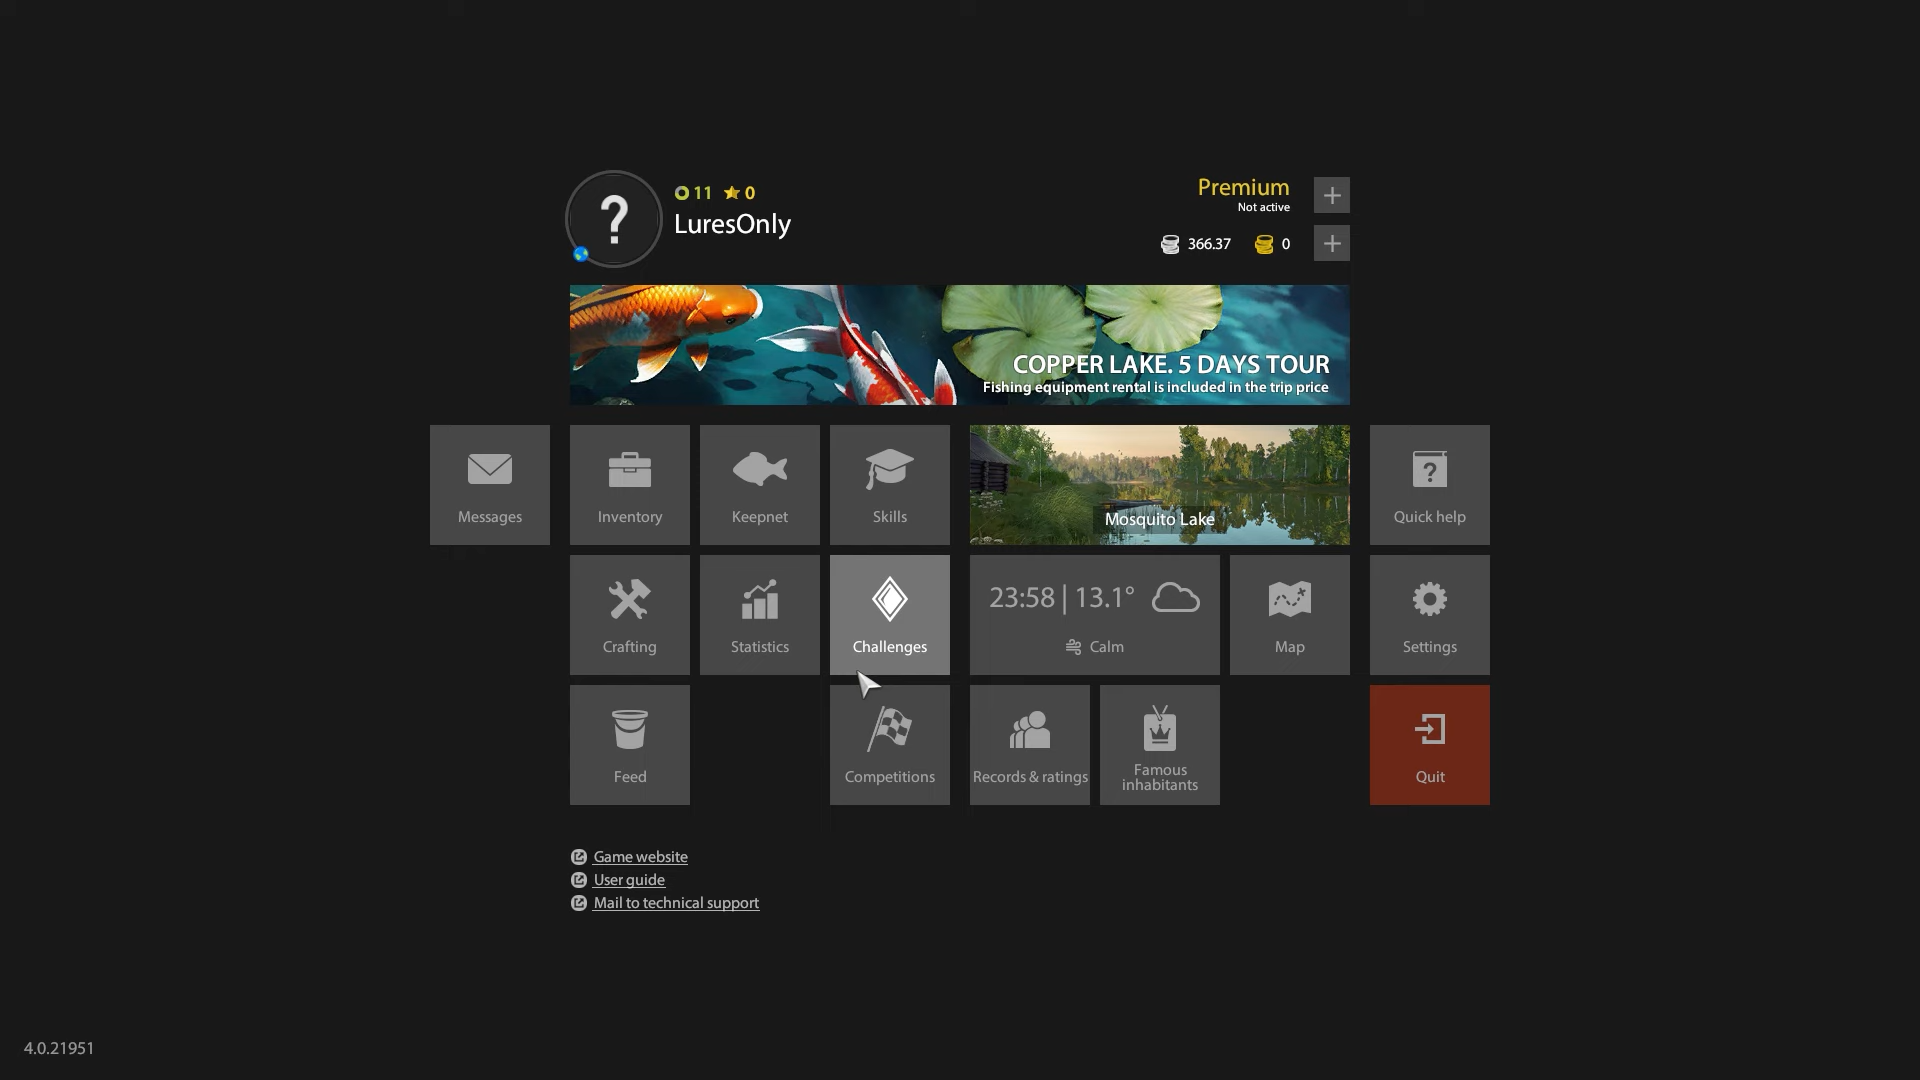 11 0
LuresOnly
Premium
Not active
366.37 0
COPPER LAKE. 5 DAYS TOUR
Fishing equipment rental is included in the trip price
Messages
Inventory
Keepnet
Skills
Mosquito Lake
Quick help
Crafting
Statistics
Challenges
23:58 | 13.1°
Calm
Map
Settings
Feed
Competitions
Records & ratings
Famous
inhabitants
Quit
Game website
User guide
Mail to technical support
4.0.21951